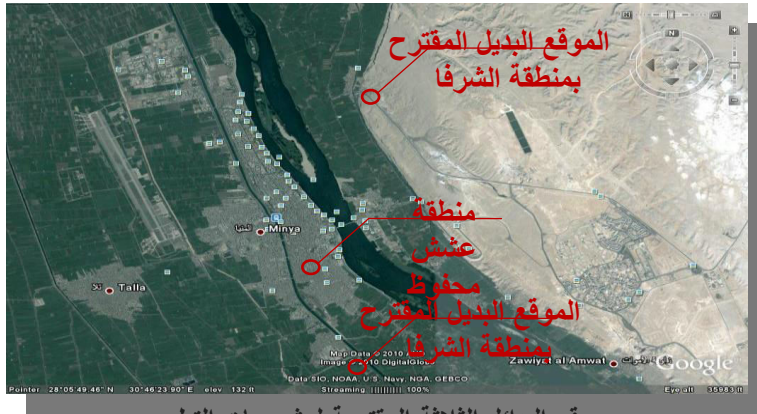 الموقع البديل المقترح
بمنطقة الشرفا
منطقة
عشش
محفوظ
المنيا
Minya
Talla
الموقع البديل المقترح
بمنطقة الشرفا
Map Data © 2010
Image © 2010 DigitalGlobe
Zawiyat al Amwat
Google
Data SIO, NOAA, U.S. Navy, NGA, GEBCO
Pointer 28°05'49.46" N 30°46'23.90" E elev 132 ft
Streaming |||||||||| 100%
Eye alt 35983 ft